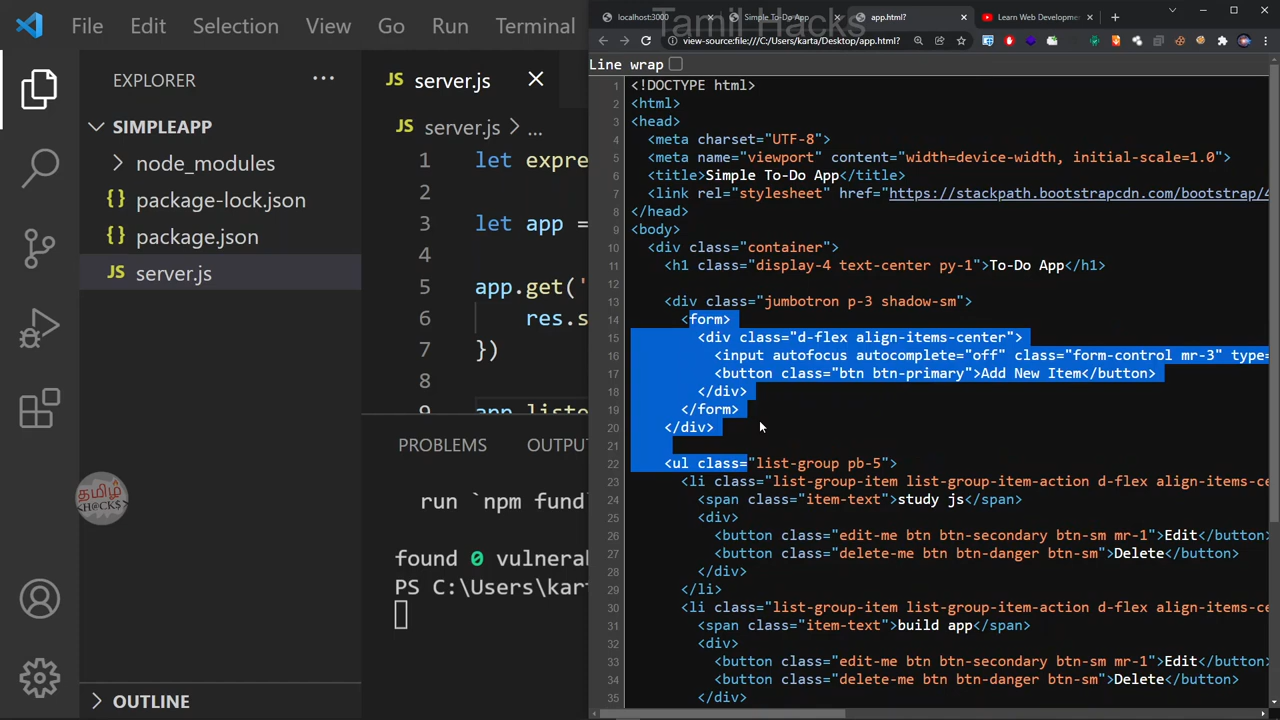 File Edit Selection View Go Run Terminal
EXPLORER
SIMPLEAPP
node_modules
package-lock.json
package.json
JS server.js
OUTLINE
JS server.js
JS server.js > ...
1 let expre
2
3 let app =
4
5 app.get('
6 res.s
7 })
8
9 app.liste
PROBLEMS OUTPU
run `npm fund
found 0 vulnerab
PS C:\Users\kart
தமிழ்
<H@CKS>
Tamil Hacks
localhost:3000
Simple To-Do App
app.html?
Learn Web Developme
view-source:file:///C:/Users/karta/Desktop/app.html?
Line wrap
1 <!DOCTYPE html>
2 <html>
3 <head>
4 <meta charset="UTF-8">
5 <meta name="viewport" content="width=device-width, initial-scale=1.0">
6 <title>Simple To-Do App</title>
7 <link rel="stylesheet" href="https://stackpath.bootstrapcdn.com/bootstrap/4
8 </head>
9 <body>
10 <div class="container">
11 <h1 class="display-4 text-center py-1">To-Do App</h1>
12
13 <div class="jumbotron p-3 shadow-sm">
14 <form>
15 <div class="d-flex align-items-center">
16 <input autofocus autocomplete="off" class="form-control mr-3" type=
17 <button class="btn btn-primary">Add New Item</button>
18 </div>
19 </form>
20 </div>
21
22 <ul class="list-group pb-5">
23 <li class="list-group-item list-group-item-action d-flex align-items-ce
24 <span class="item-text">study js</span>
25 <div>
26 <button class="edit-me btn btn-secondary btn-sm mr-1">Edit</button>
27 <button class="delete-me btn btn-danger btn-sm">Delete</button>
28 </div>
29 </li>
30 <li class="list-group-item list-group-item-action d-flex align-items-ce
31 <span class="item-text">build app</span>
32 <div>
33 <button class="edit-me btn btn-secondary btn-sm mr-1">Edit</button>
34 <button class="delete-me btn btn-danger btn-sm">Delete</button>
35 </div>